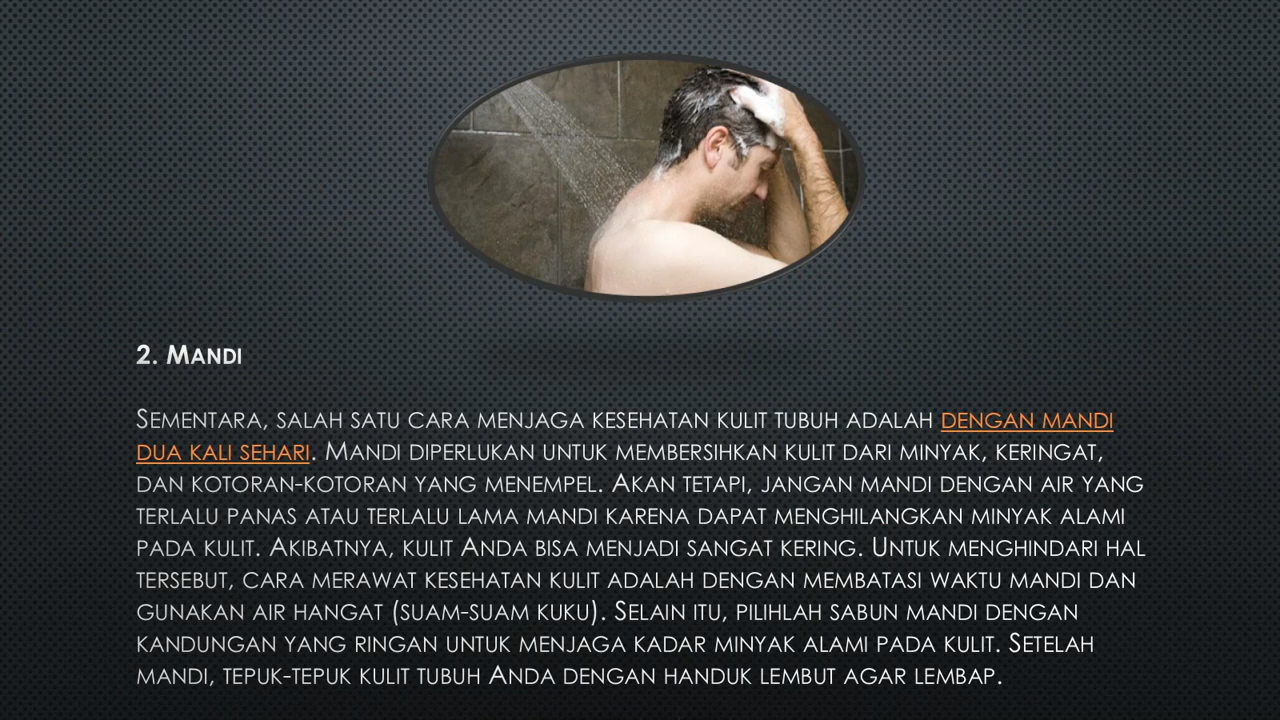 2. Mandi
Sementara, salah satu cara menjaga kesehatan kulit tubuh adalah dengan mandi
dua kali sehari. Mandi diperlukan untuk membersihkan kulit dari minyak, keringat,
dan kotoran-kotoran yang menempel. Akan tetapi, jangan mandi dengan air yang
terlalu panas atau terlalu lama mandi karena dapat menghilangkan minyak alami
pada kulit. Akibatnya, kulit Anda bisa menjadi sangat kering. Untuk menghindari hal
tersebut, cara merawat kesehatan kulit adalah dengan membatasi waktu mandi dan
gunakan air hangat (suam-suam kuku). Selain itu, pilihlah sabun mandi dengan
kandungan yang ringan untuk menjaga kadar minyak alami pada kulit. Setelah
mandi, tepuk-tepuk kulit tubuh Anda dengan handuk lembut agar lembap.